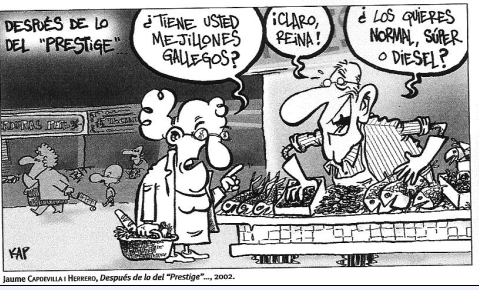 DESPUÉS DE LO
DEL "PRESTIGE"
¿TIENE USTED
MEJILLONES
GALLEGOS?
¡CLARO,
REINA!
¿ LOS QUIERES
NORMAL, SÚPER
O DIESEL?
KAP
Jaume CAPDEVILLA I HERRERO, Después de lo del "Prestige"..., 2002.